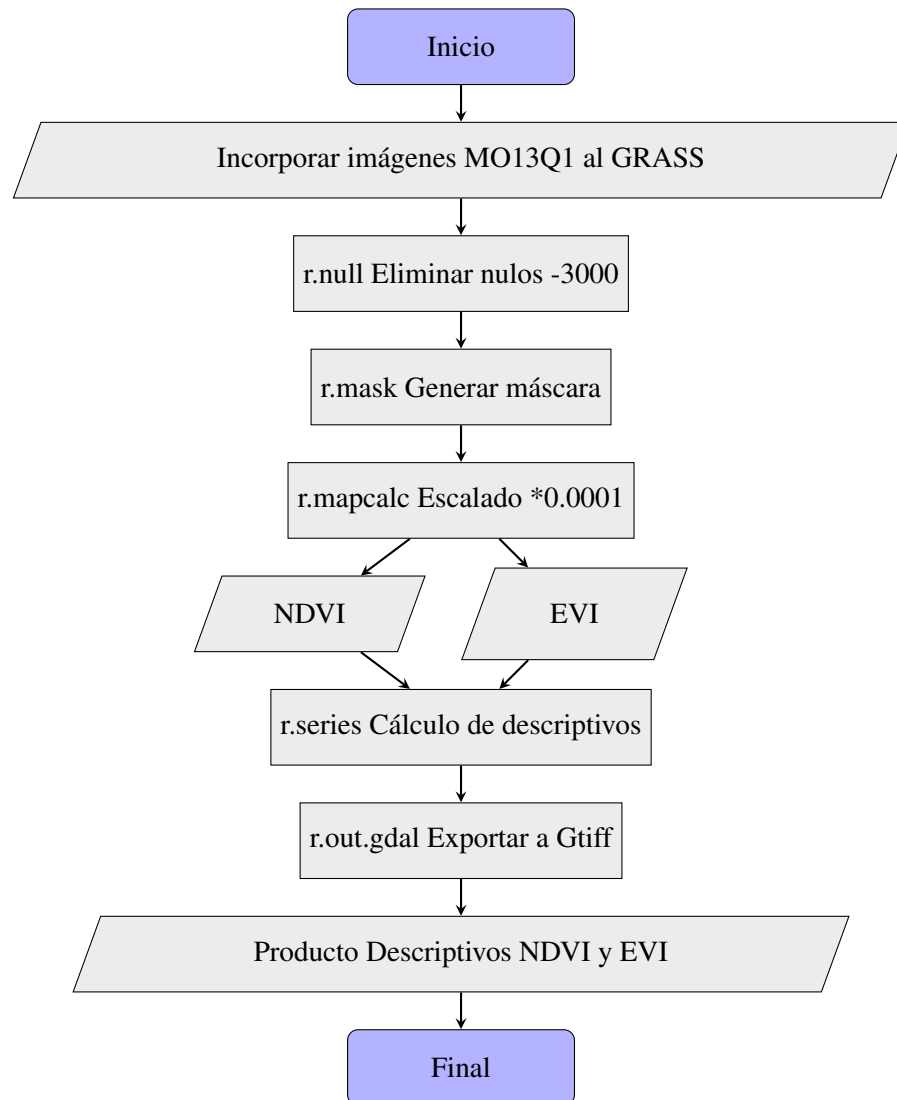 Inicio
Incorporar imágenes MO13Q1 al GRASS
r.null Eliminar nulos -3000
r.mask Generar máscara
r.mapcalc Escalado *0.0001
NDVI
EVI
r.series Cálculo de descriptivos
r.out.gdal Exportar a Gtiff
Producto Descriptivos NDVI y EVI
Final